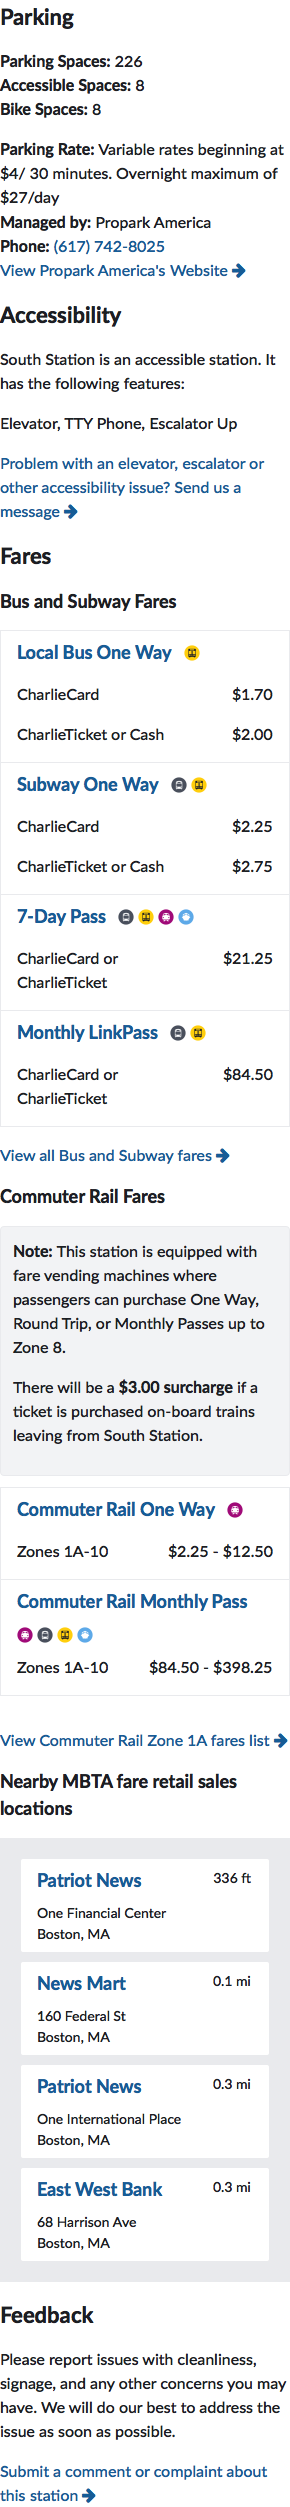 Parking
Parking Spaces: 226
Accessible Spaces: 8
Bike Spaces: 8
Parking Rate: Variable rates beginning at
$4/ 30 minutes. Overnight maximum of
$27/day
Managed by: Propark America
Phone: (617) 742-8025
View Propark America's Website
Accessibility
South Station is an accessible station. It
has the following features:
Elevator, TTY Phone, Escalator Up
Problem with an elevator, escalator or
other accessibility issue? Send us a
message
Fares
Bus and Subway Fares
Local Bus One Way
CharlieCard $1.70
CharlieTicket or Cash $2.00
Subway One Way
CharlieCard $2.25
CharlieTicket or Cash $2.75
7-Day Pass
CharlieCard or $21.25
CharlieTicket
Monthly LinkPass
CharlieCard or $84.50
CharlieTicket
View all Bus and Subway fares
Commuter Rail Fares
Note: This station is equipped with
fare vending machines where
passengers can purchase One Way,
Round Trip, or Monthly Passes up to
Zone 8.
There will be a $3.00 surcharge if a
ticket is purchased on-board trains
leaving from South Station.
Commuter Rail One Way
Zones 1A-10 $2.25 - $12.50
Commuter Rail Monthly Pass
Zones 1A-10 $84.50 - $398.25
View Commuter Rail Zone 1A fares list
Nearby MBTA fare retail sales
locations
Patriot News 336 ft
One Financial Center
Boston, MA
News Mart 0.1 mi
160 Federal St
Boston, MA
Patriot News 0.3 mi
One International Place
Boston, MA
East West Bank 0.3 mi
68 Harrison Ave
Boston, MA
Feedback
Please report issues with cleanliness,
signage, and any other concerns you may
have. We will do our best to address the
issue as soon as possible.
Submit a comment or complaint about
this station